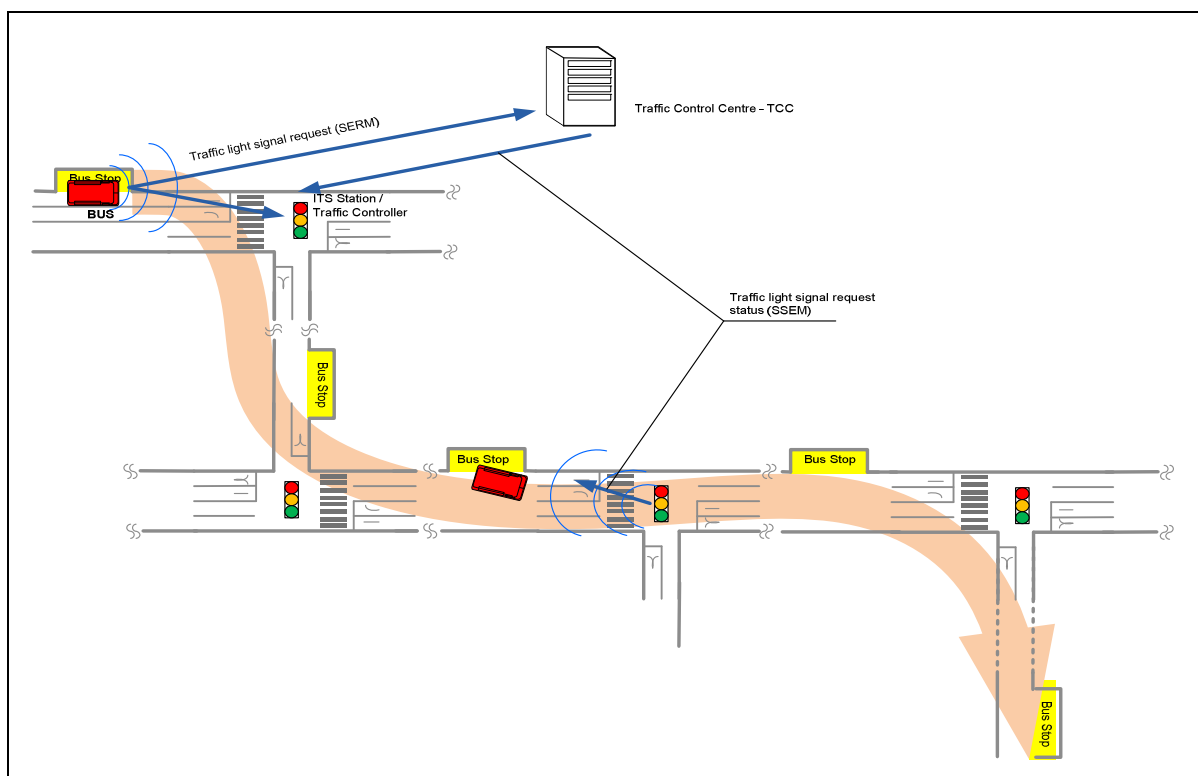 Traffic Control Centre – TCC
Traffic light signal request (SERM)
Bus Stop
BUS
ITS Station /
Traffic Controller
Traffic light signal request
status (SSEM)
Bus Stop
Bus Stop
Bus Stop
Bus Stop